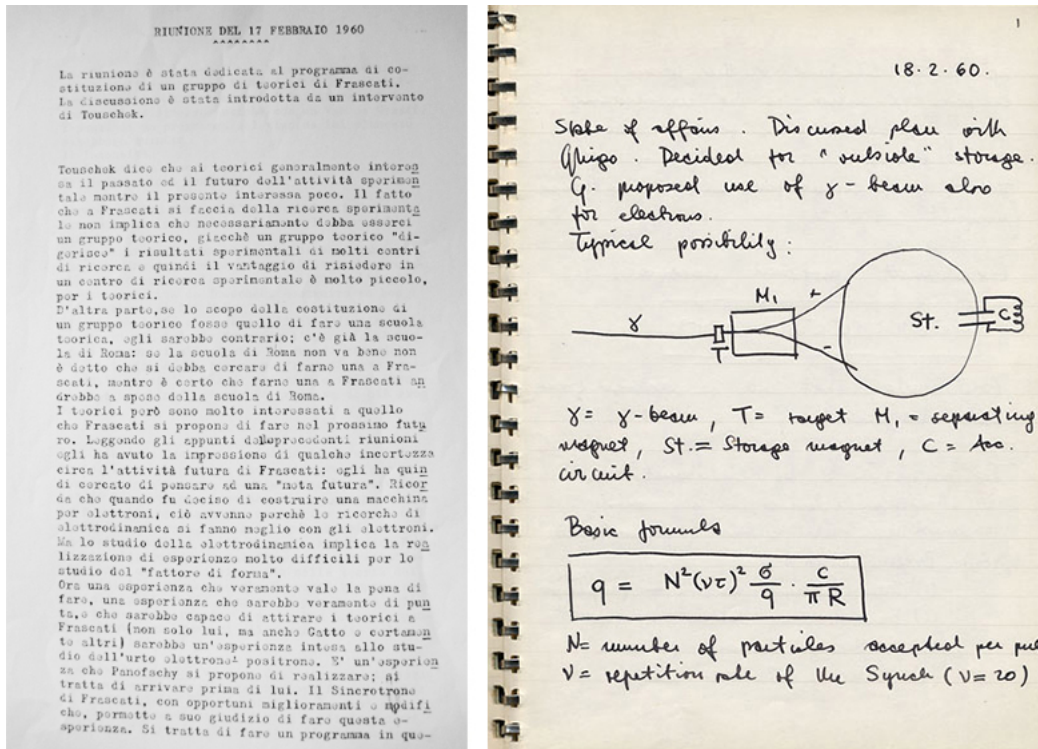 RIUNIONE DEL 17 FEBBRAIO 1960
La riunione è stata dedicata al programma di co-
stituzione di un gruppo di teorici di Frascati.
La discussione è stata introdotta da un intervento
di Touschek.
Touschek dice che ai teorici generalmente interes
sa il passato ed il futuro dell'attività sperimen
tale mentre il presente interessa poco. Il fatto
che a Frascati si faccia della ricerca sperimenta
le non implica che necessariamente debba esserci
un gruppo teorico, giacchè un gruppo teorico "di-
gerisce" i risultati sperimentali di molti centri
di ricerca e quindi il vantaggio di risiedere in
un centro di ricerca sperimentale è molto piccolo,
per i teorici.
D'altra parte,se lo scopo della costituzione di
un gruppo teorico fosse quello di fare una scuola
teorica, egli sarebbe contrario; c'è già la scuo-
la di Roma: se la scuola di Roma non va bene non
è detto che si debba cercare di farne una a Fra-
scati, mentre è certo che farne una a Frascati an
drebbe a spese della scuola di Roma.
I teorici però sono molto interessati a quello
che Frascati si propone di fare nel prossimo futu
ro. Leggendo gli appunti precedenti riunioni
egli ha avuto la impressione di qualche incertezza
circa l'attività futura di Frascati: egli ha quin
di cercato di pensare ad una "meta futura". Ricor
da che quando fu deciso di costruire una macchina
per elettroni, ciò avvenne perchè le ricerche di
elettrodinamica si fanno meglio con gli elettroni.
Ma lo studio della elettrodinamica implica la rea
lizzazione di esperienze molto difficili per lo
studio del "fattore di forma".
Ora una esperienza che veramente vale la pena di
fare, una esperienza che sarebbe veramente di pun
ta,e che sarebbe capace di attirare i teorici a
Frascati (non solo lui, ma anche Gatto e certamen
te altri) sarebbe un'esperienza intesa allo stu-
dio dell'urto elettrone- positrone. E' un'esperien
za che Panofschy si propone di realizzare; si
tratta di arrivare prima di lui. Il Sincrotrone
di Frascati, con opportuni miglioramenti e modifi
che, permette a suo giudizio di fare questa e-
sperienza. Si tratta di fare un programma in que-
1
18.2.60.
State of affairs. Discussed plan with
Ghigo. Decided for "outside" storage.
G. proposed use of γ-beam also
for electrons.
Typical possibility:
γ T M₁ + - St. C
γ = γ-beam, T = target M₁ = separating
magnet, St. = Storage magnet, C = Acc.
circuit.
Basic formula
q = N²(ντ)² σ/q · c/πR
N = number of particles accepted per
ν = repetition rate of the Synch (ν=20)